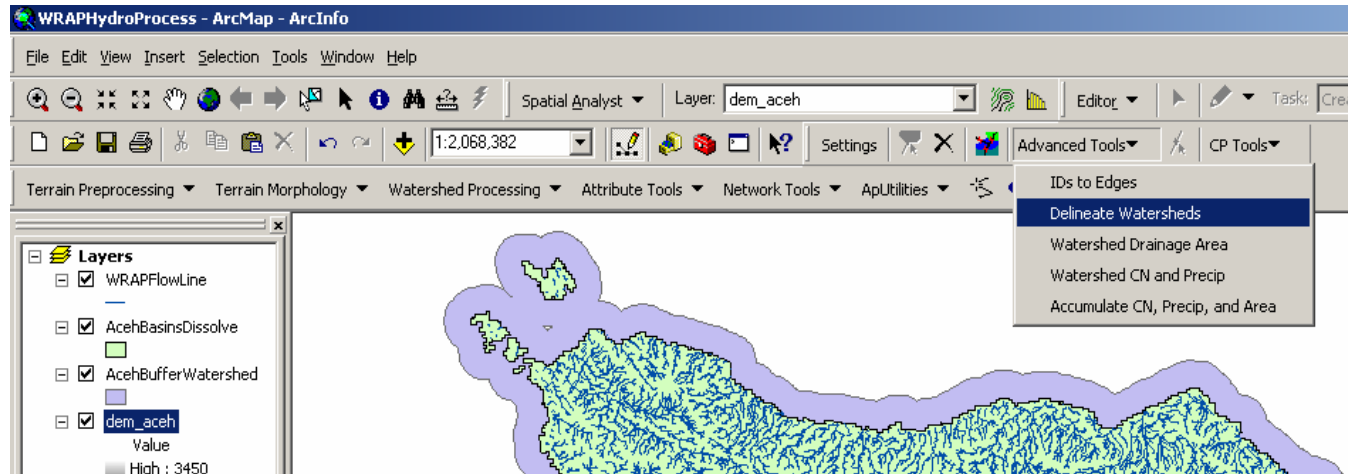 WRAPHydroProcess - ArcMap - ArcInfo
File Edit View Insert Selection Tools Window Help
Spatial Analyst Layer: dem_aceh Editor Task: Crea
1:2,068,382 Settings Advanced Tools CP Tools
Terrain Preprocessing Terrain Morphology Watershed Processing Attribute Tools Network Tools ApUtilities
IDs to Edges
Delineate Watersheds
Watershed Drainage Area
Watershed CN and Precip
Accumulate CN, Precip, and Area
Layers
WRAPFlowLine
AcehBasinsDissolve
AcehBufferWatershed
dem_aceh
Value
High : 3450